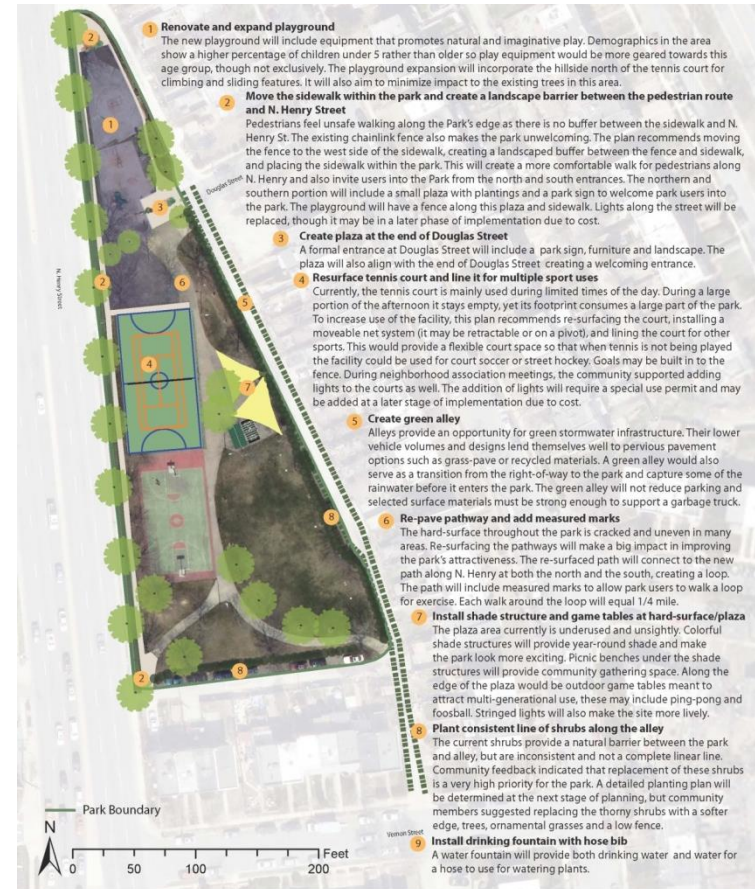 1 Renovate and expand playground
The new playground will include equipment that promotes natural and imaginative play. Demographics in the area
show a higher percentage of children under 5 rather than older so play equipment would be more geared towards this
age group, though not exclusively. The playground expansion will incorporate the hillside north of the tennis court for
climbing and sliding features. It will also aim to minimize impact to the existing trees in this area.
2 Move the sidewalk within the park and create a landscape barrier between the pedestrian route
and N. Henry Street
Pedestrians feel unsafe walking along the Park's edge as there is no buffer between the sidewalk and N.
Henry St. The existing chainlink fence also makes the park unwelcoming. The plan recommends moving
the fence to the west side of the sidewalk, creating a landscaped buffer between the fence and sidewalk,
and placing the sidewalk within the park. This will create a more comfortable walk for pedestrians along
N. Henry and also invite users into the Park from the north and south entrances. The northern and
southern portion will include a small plaza with plantings and a park sign to welcome park users into
the park. The playground will have a fence along this plaza and sidewalk. Lights along the street will be
replaced, though it may be in a later phase of implementation due to cost.
3 Create plaza at the end of Douglas Street
A formal entrance at Douglas Street will include a park sign, furniture and landscape. The
plaza will also align with the end of Douglas Street creating a welcoming entrance.
4 Resurface tennis court and line it for multiple sport uses
Currently, the tennis court is mainly used during limited times of the day. During a large
portion of the afternoon it stays empty, yet its footprint consumes a large part of the park.
To increase use of the facility, this plan recommends re-surfacing the court, installing a
moveable net system (it may be retractable or on a pivot), and lining the court for other
sports. This would provide a flexible court space so that when tennis is not being played
the facility could be used for court soccer or street hockey. Goals may be built in to the
fence. During neighborhood association meetings, the community supported adding
lights to the courts as well. The addition of lights will require a special use permit and may
be added at a later stage of implementation due to cost.
5 Create green alley
Alleys provide an opportunity for green stormwater infrastructure. Their lower
vehicle volumes and designs lend themselves well to pervious pavement
options such as grass-pave or recycled materials. A green alley would also
serve as a transition from the right-of-way to the park and capture some of the
rainwater before it enters the park. The green alley will not reduce parking and
selected surface materials must be strong enough to support a garbage truck.
6 Re-pave pathway and add measured marks
The hard-surface throughout the park is cracked and uneven in many
areas. Re-surfacing the pathways will make a big impact in improving
the park's attractiveness. The re-surfaced path will connect to the new
path along N. Henry at both the north and the south, creating a loop.
The path will include measured marks to allow park users to walk a loop
for exercise. Each walk around the loop will equal 1/4 mile.
7 Install shade structure and game tables at hard-surface/plaza
The plaza area currently is underused and unsightly. Colorful
shade structures will provide year-round shade and make
the park look more exciting. Picnic benches under the shade
structures will provide community gathering space. Along the
edge of the plaza would be outdoor game tables meant to
attract multi-generational use, these may include ping-pong and
foosball. Stringed lights will also make the site more lively.
8 Plant consistent line of shrubs along the alley
The current shrubs provide a natural barrier between the park
and alley, but are inconsistent and not a complete linear line.
Community feedback indicated that replacement of these shrubs
is a very high priority for the park. A detailed planting plan will
be determined at the next stage of planning, but community
members suggested replacing the thorny shrubs with a softer
edge, trees, ornamental grasses and a low fence.
9 Install drinking fountain with hose bib
A water fountain will provide both drinking water and water for
a hose to use for watering plants.
2
1
Douglas Street
3
N. Henry Street
2
6
5
4
7
8
2
8
Park Boundary
Vernon Street
N
Feet
0 50 100 200